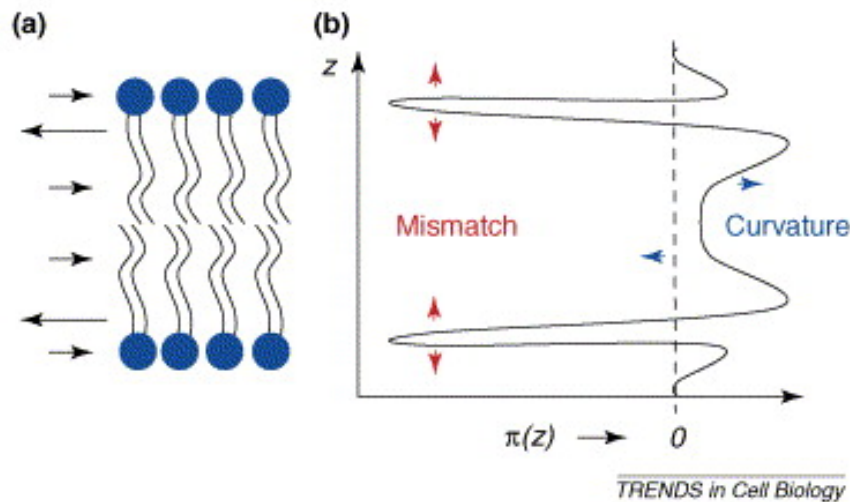 (a)
(b)
z
Mismatch
Curvature
π(z)
0
TRENDS in Cell Biology